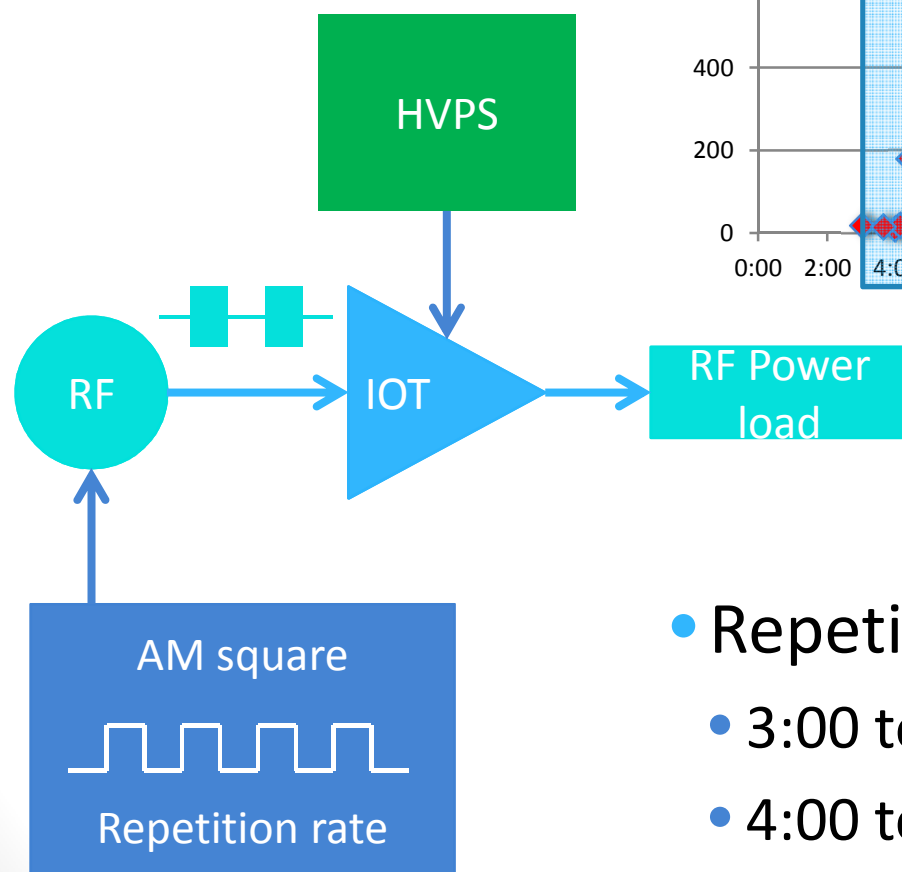 HVPS
400
200
0
0:00 2:00
RF
IOT
RF Power
load
AM square
Repetition rate
• 3:00
• 4:00